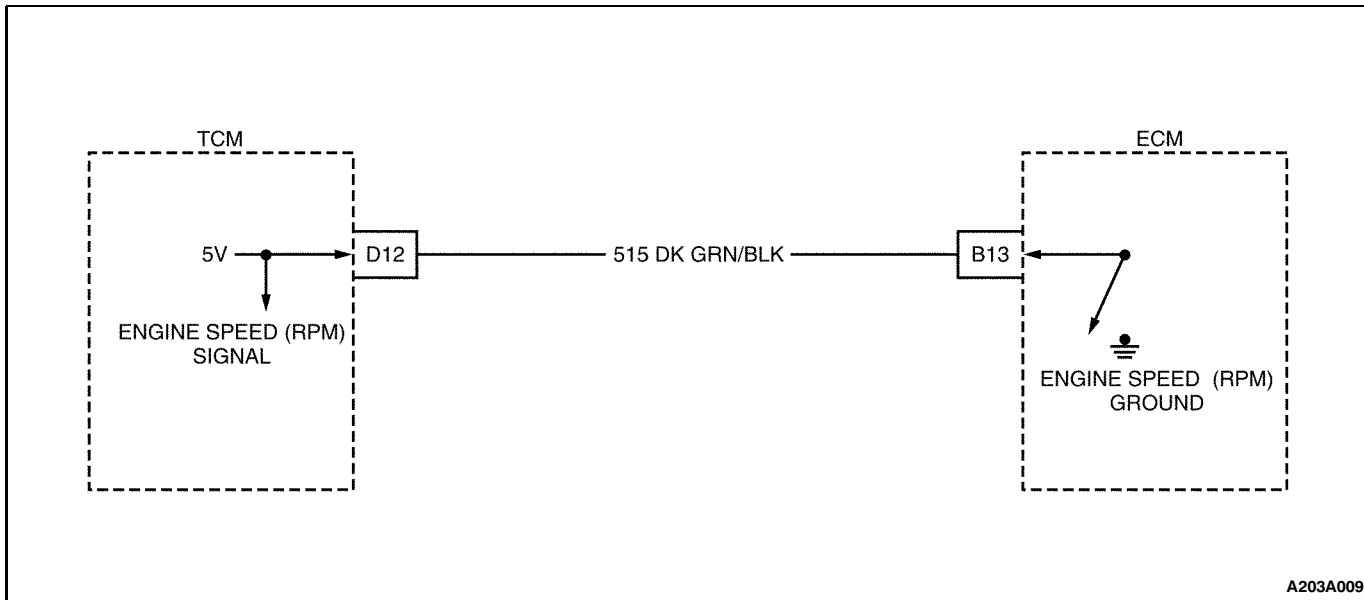 TCM
ECM
5V
D12
515 DK GRN/BLK
B13
ENGINE SPEED (RPM)
SIGNAL
ENGINE SPEED (RPM)
GROUND
A203A009